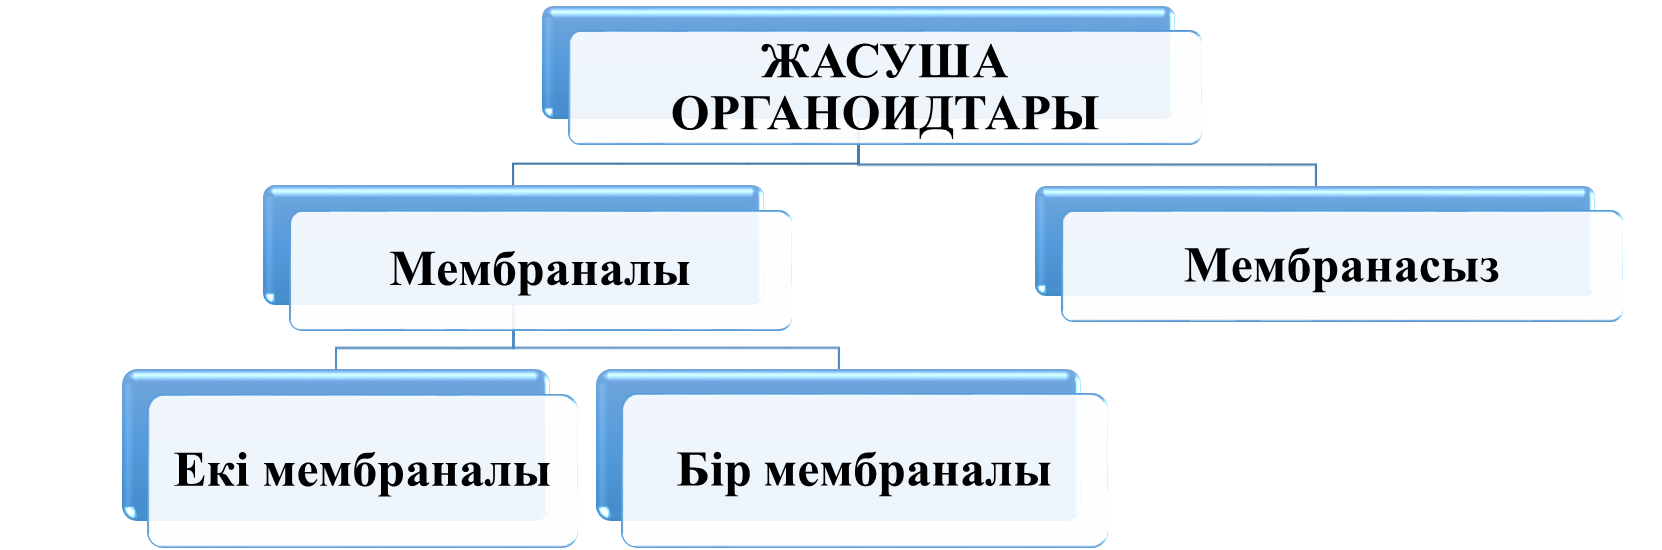 ЖАСУША
ОРГАНОИДТАРЫ
Мембраналы
Мембранасыз
Екі мембраналы
Бір мембраналы